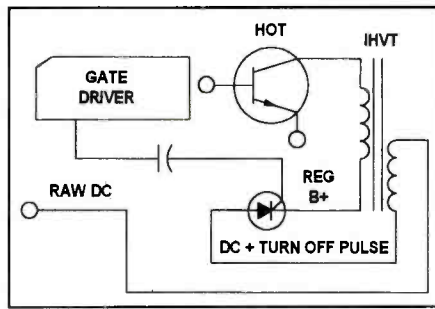 HOT
IHVT
GATE
DRIVER
RAW DC
REG
B+
DC + TURN OFF PULSE